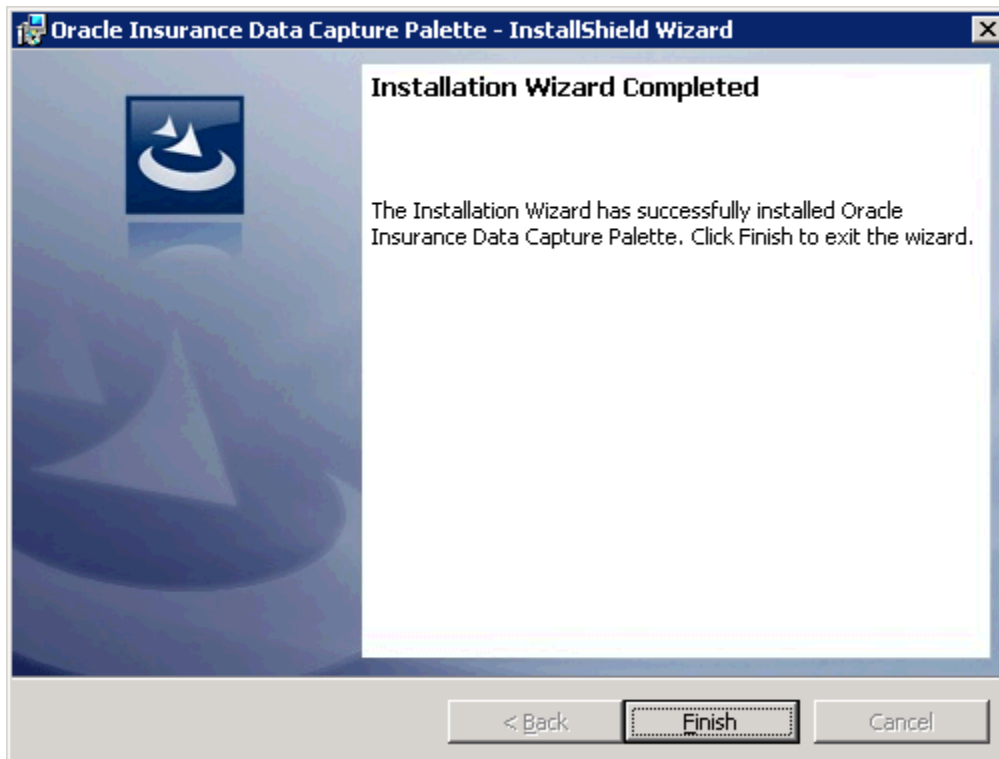 Oracle Insurance Data Capture Palette - InstallShield Wizard
Installation Wizard Completed
The Installation Wizard has successfully installed Oracle
Insurance Data Capture Palette. Click Finish to exit the wizard.
< Back
Finish
Cancel